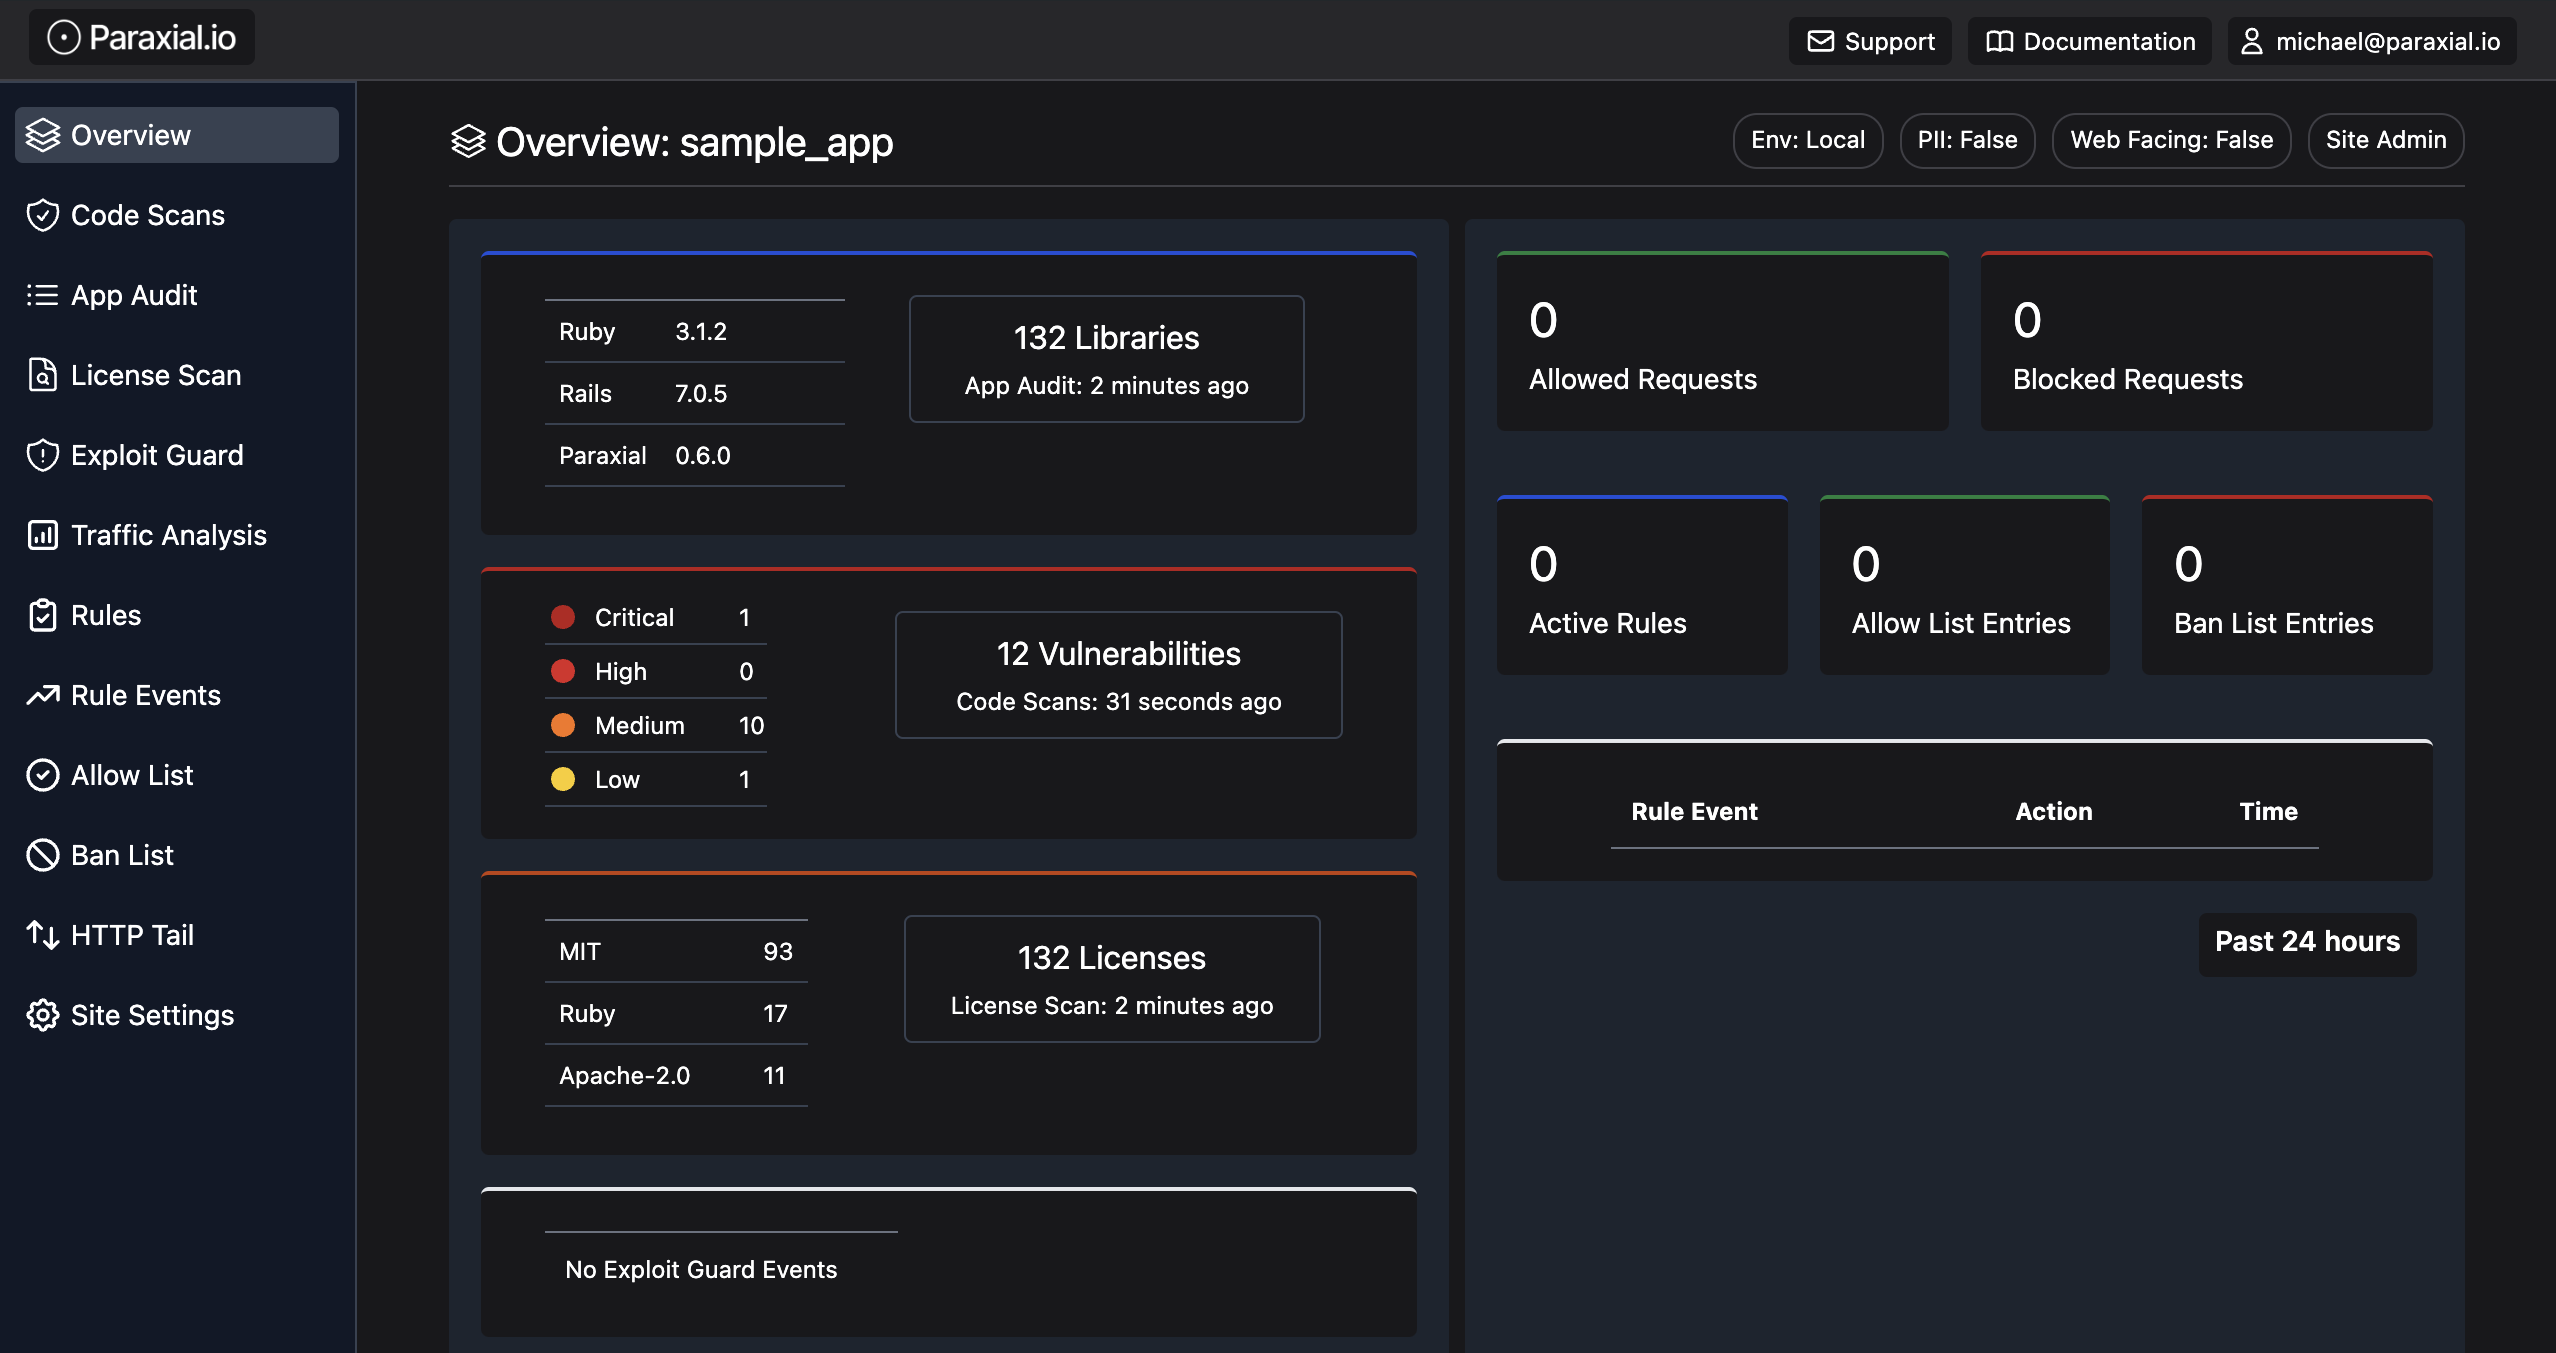 Paraxial.io
Support
Documentation
michael@paraxial.io
Overview
Code Scans
App Audit
License Scan
Exploit Guard
Traffic Analysis
Rules
Rule Events
Allow List
Ban List
HTTP Tail
Site Settings
Overview: sample_app
Env: Local
PII: False
Web Facing: False
Site Admin
Ruby 3.1.2
Rails 7.0.5
Paraxial 0.6.0
132 Libraries
App Audit: 2 minutes ago
Critical 1
High 0
Medium 10
Low 1
12 Vulnerabilities
Code Scans: 31 seconds ago
MIT 93
Ruby 17
Apache-2.0 11
132 Licenses
License Scan: 2 minutes ago
No Exploit Guard Events
0
Allowed Requests
0
Blocked Requests
0
Active Rules
0
Allow List Entries
0
Ban List Entries
Rule Event Action Time
Past 24 hours